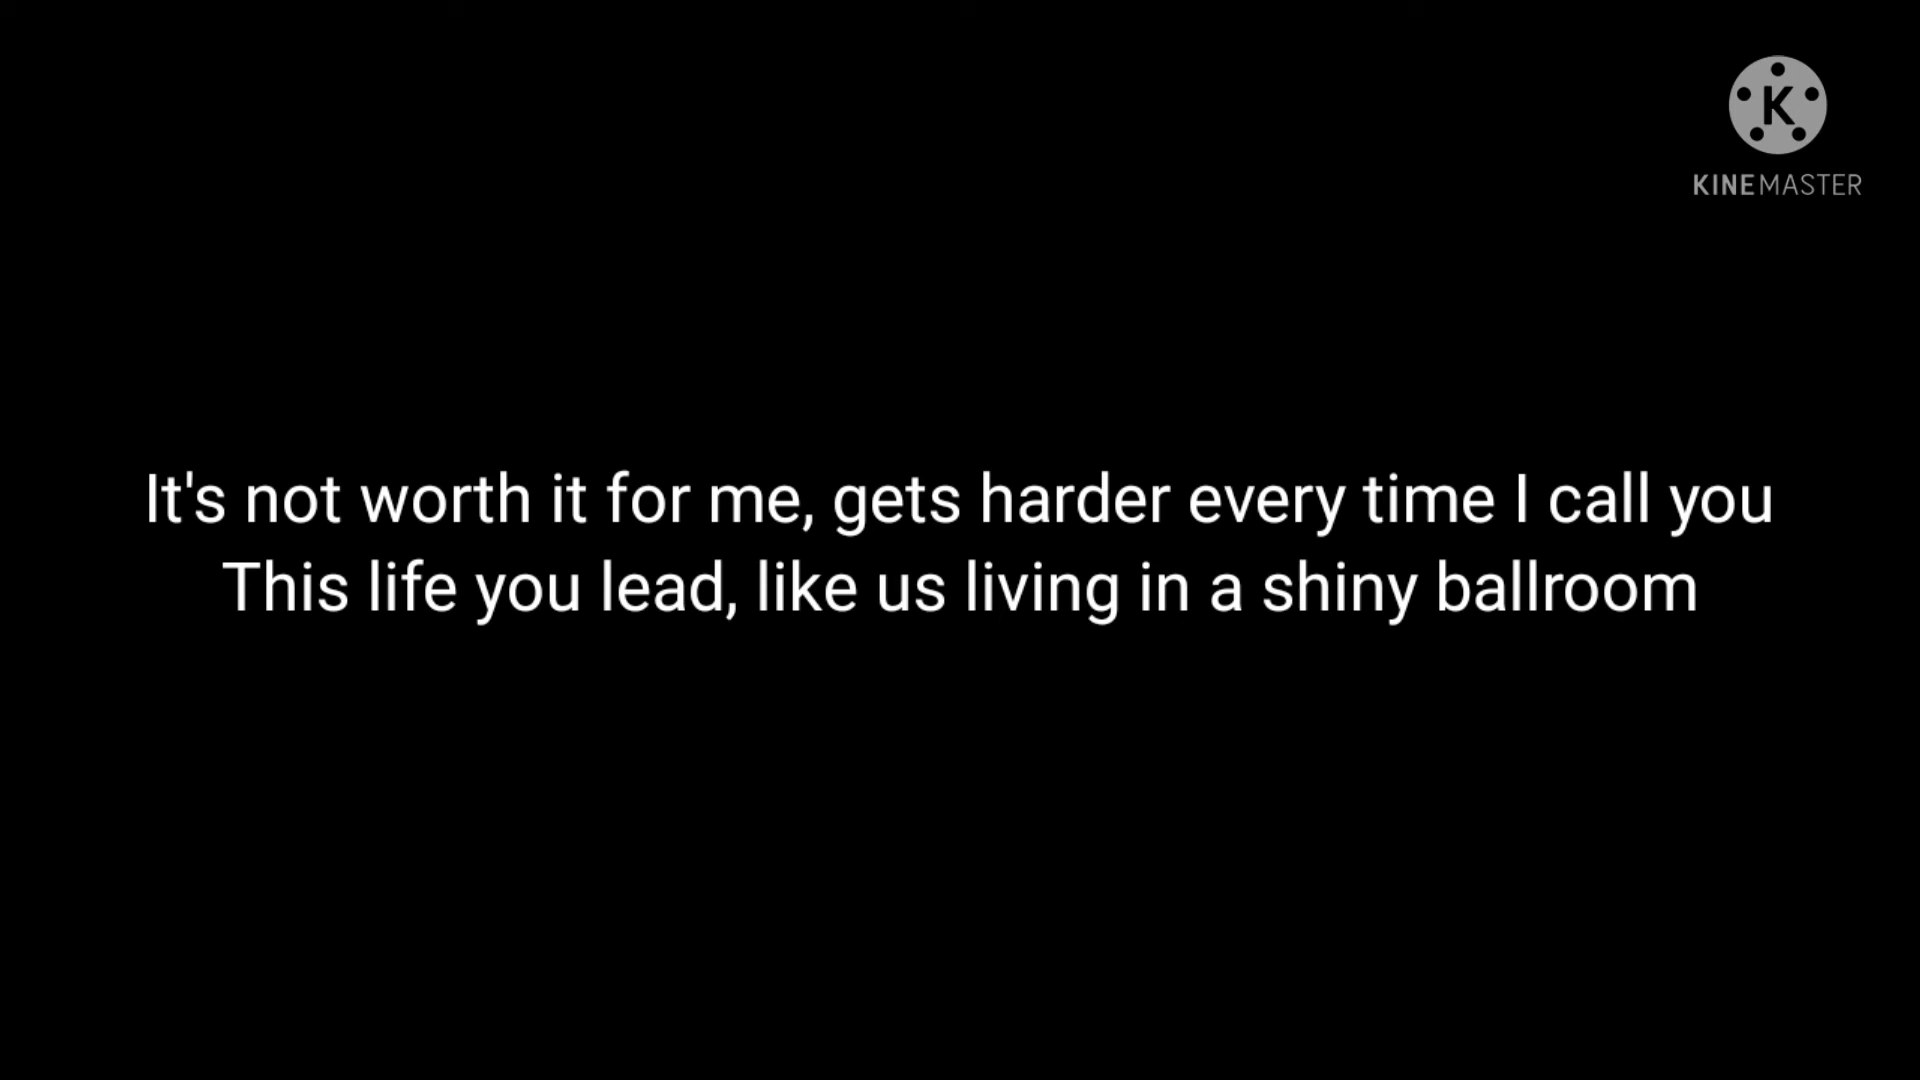 K
KINEMASTER
It's not worth it for me, gets harder every time I call you
This life you lead, like us living in a shiny ballroom